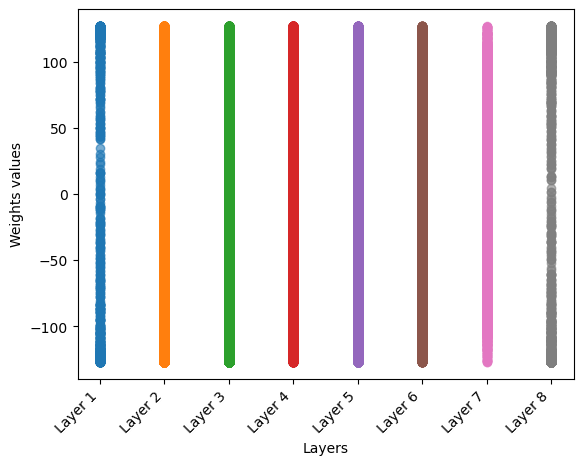 Weights values
100
50
0
−50
−100
Layer 1
Layer 2
Layer 3
Layer 4
Layer 5
Layer 6
Layer 7
Layer 8
Layers